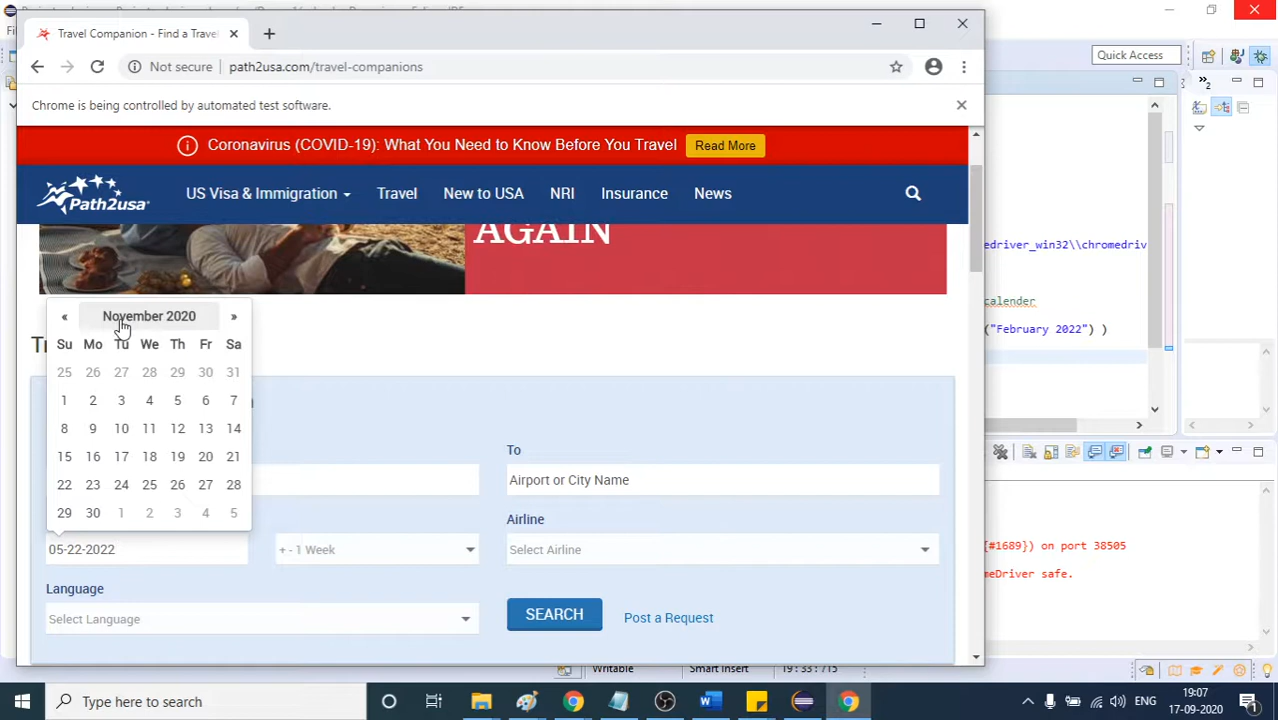 Travel Companion - Find a Trave
Quick Access
Not secure | path2usa.com/travel-companions
Chrome is being controlled by automated test software.
Coronavirus (COVID-19): What You Need to Know Before You Travel Read More
Path2usa US Visa & Immigration Travel New to USA NRI Insurance News
AGAIN
edriver_win32\\chromedriv
calender
("February 2022") )
« November 2020 »
Su Mo Tu We Th Fr Sa
25 26 27 28 29 30 31
1 2 3 4 5 6 7
8 9 10 11 12 13 14
15 16 17 18 19 20 21
22 23 24 25 26 27 28
29 30 1 2 3 4 5
To
Airport or City Name
05-22-2022
+ - 1 Week
Airline
Select Airline
Language
Select Language
SEARCH Post a Request
[#1689}) on port 38505
meDriver safe.
Writable Smart Insert 19:33:715
Type here to search
ENG
19:07
17-09-2020